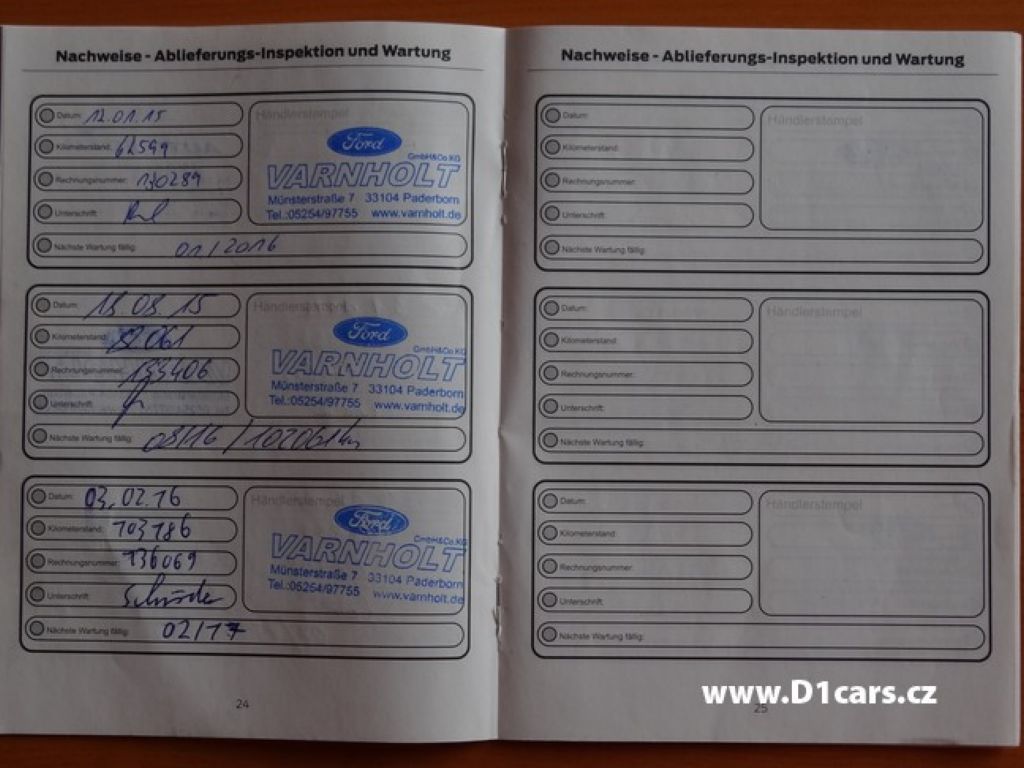 Nachweise - Ablieferungs-Inspektion und Wartung
Datum: 12.01.15
Kilometerstand: 62599
Rechnungsnummer: 130289
Unterschrift:
Nächste Wartung fällig: 01/2016
Händlerstempel
Ford
GmbH&Co KG
VARNHOLT
Münsterstraße 7 33104 Paderborn
Tel.:05254/97755 www.varnholt.de
Datum: 18.08.15
Kilometerstand: 82061
Rechnungsnummer: 133406
Unterschrift:
Nächste Wartung fällig: 08/16 / 102061km
Händlerstempel
Ford
GmbH&Co KG
VARNHOLT
Münsterstraße 7 33104 Paderborn
Tel.:05254/97755 www.varnholt.de
Datum: 03.02.16
Kilometerstand: 103786
Rechnungsnummer: 136069
Unterschrift: Schröder
Nächste Wartung fällig: 02/17
Händlerstempel
Ford
GmbH&Co KG
VARNHOLT
Münsterstraße 7 33104 Paderborn
Tel.:05254/97755 www.varnholt.de
24
Nachweise - Ablieferungs-Inspektion und Wartung
Datum:
Kilometerstand:
Rechnungsnummer:
Unterschrift:
Nächste Wartung fällig:
Händlerstempel
Datum:
Kilometerstand:
Rechnungsnummer:
Unterschrift:
Nächste Wartung fällig:
Händlerstempel
Datum:
Kilometerstand:
Rechnungsnummer:
Unterschrift:
Nächste Wartung fällig:
Händlerstempel
www.D1cars.cz
25